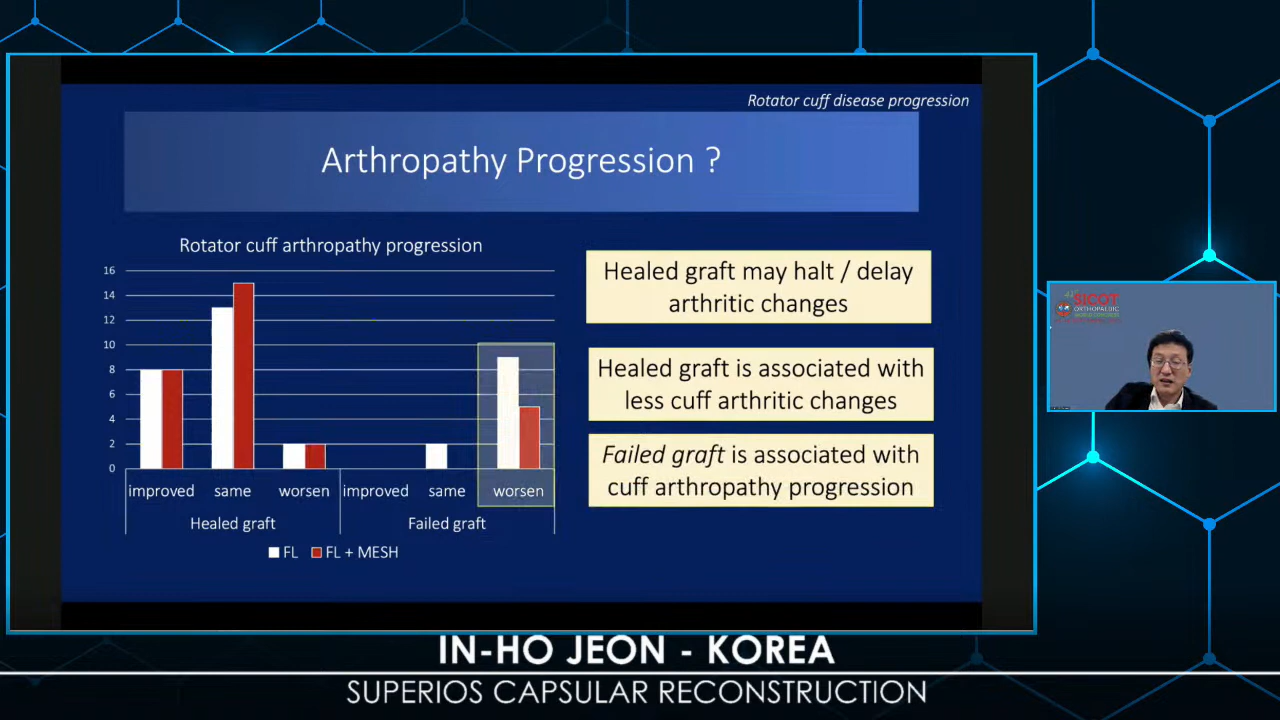 Rotator cuff disease progression
Arthropathy Progression ?
Rotator cuff arthropathy progression
16
14
12
10
8
6
4
2
0
improved same worsen improved same worsen
Healed graft Failed graft
FL FL + MESH
Healed graft may halt / delay
arthritic changes
Healed graft is associated with
less cuff arthritic changes
Failed graft is associated with
cuff arthropathy progression
SICOT
ORTHOPAEDIC
IN-HO JEON - KOREA
SUPERIOS CAPSULAR RECONSTRUCTION